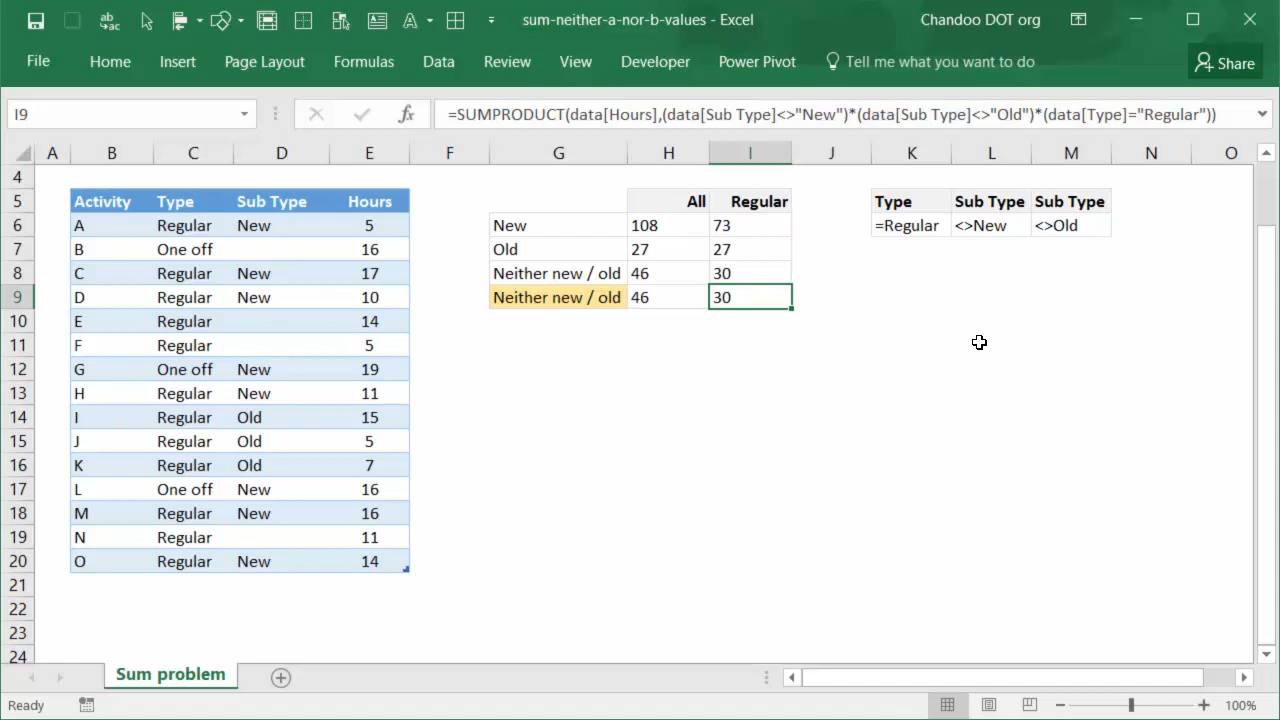 ab
ac
A
sum-neither-a-nor-b-values - Excel
Chandoo DOT org
File Home Insert Page Layout Formulas Data Review View Developer Power Pivot Tell me what you want to do Share
I9 fx =SUMPRODUCT(data[Hours],(data[Sub Type]<>"New")*(data[Sub Type]<>"Old")*(data[Type]="Regular"))
A B C D E F G H I J K L M N O
4
5 Activity Type Sub Type Hours All Regular Type Sub Type Sub Type
6 A Regular New 5 New 108 73 =Regular <>New <>Old
7 B One off 16 Old 27 27
8 C Regular New 17 Neither new / old 46 30
9 D Regular New 10 Neither new / old 46 30
10 E Regular 14
11 F Regular 5
12 G One off New 19
13 H Regular New 11
14 I Regular Old 15
15 J Regular Old 5
16 K Regular Old 7
17 L One off New 16
18 M Regular New 16
19 N Regular 11
20 O Regular New 14
21
22
23
24
Sum problem
Ready 100%